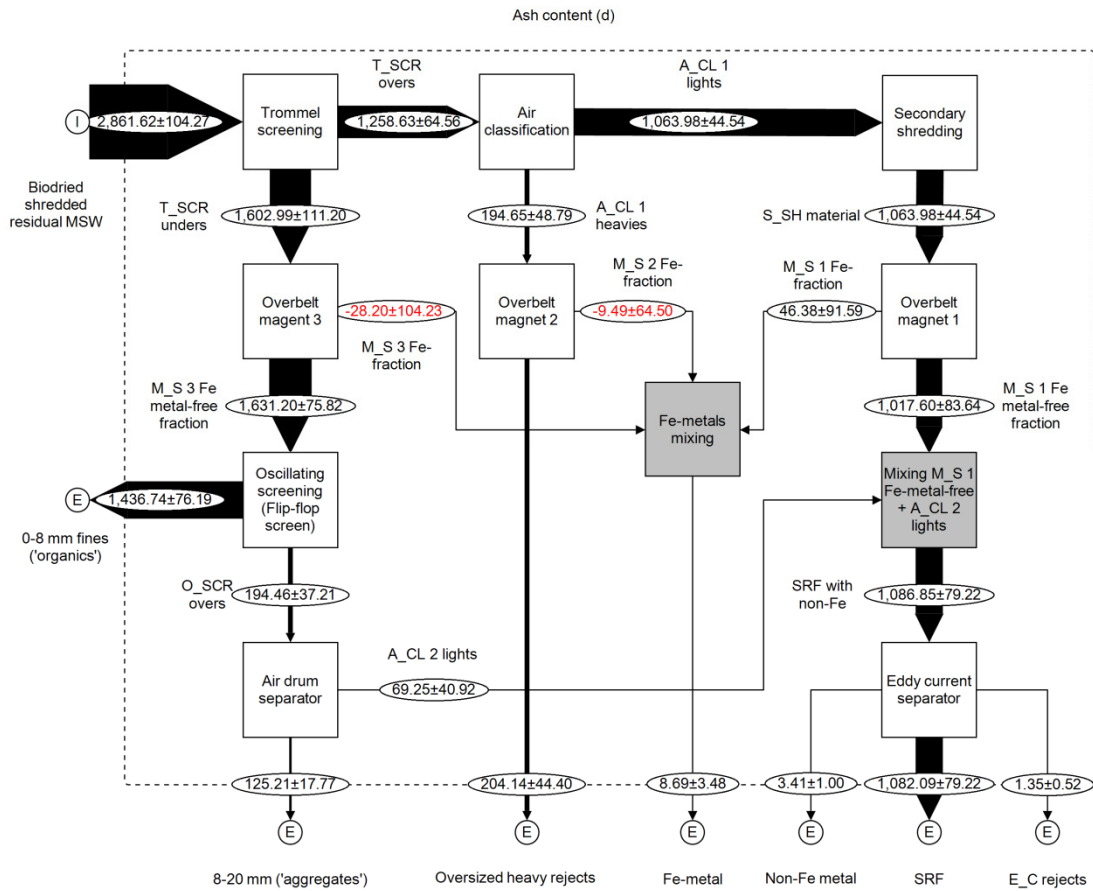 Ash content (d)
T_SCR
overs
A_CL 1
lights
I
2,861.62±104.27
Trommel
screening
1,258.63±64.56
Air
classification
1,063.98±44.54
Secondary
shredding
Biodried
shredded
residual MSW
T_SCR
unders
1,602.99±111.20
194.65±48.79
A_CL 1
heavies
S_SH material
1,063.98±44.54
M_S 2 Fe-
fraction
M_S 1 Fe-
fraction
Overbelt
magent 3
-28.20±104.23
Overbelt
magnet 2
-9.49±64.50
46.38±91.59
Overbelt
magnet 1
M_S 3 Fe-
fraction
M_S 3 Fe
metal-free
fraction
1,631.20±75.82
M_S 1 Fe
metal-free
fraction
1,017.60±83.64
Fe-metals
mixing
E
1,436.74±76.19
Oscillating
screening
(Flip-flop
screen)
Mixing M_S 1
Fe-metal-free
+ A_CL 2
lights
0-8 mm fines
('organics')
O_SCR
overs
194.46±37.21
SRF with
non-Fe
1,086.85±79.22
A_CL 2 lights
Air drum
separator
69.25±40.92
Eddy current
separator
125.21±17.77
204.14±44.40
8.69±3.48
3.41±1.00
1,082.09±79.22
1.35±0.52
E
E
E
E
E
E
8-20 mm ('aggregates')
Oversized heavy rejects
Fe-metal
Non-Fe metal
SRF
E_C rejects